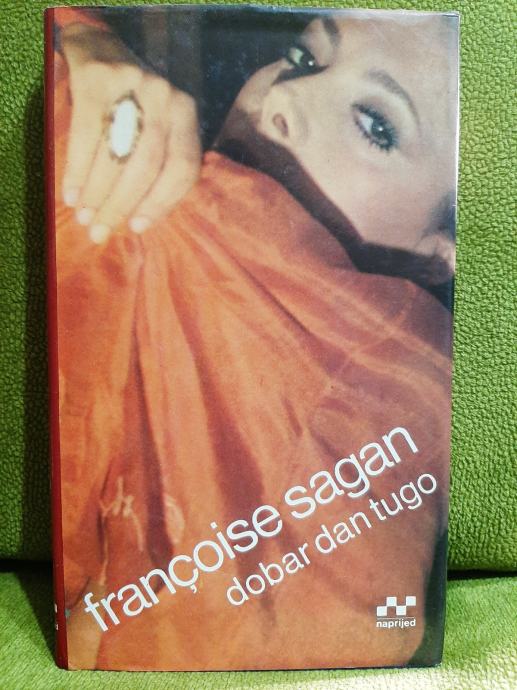 françoise sagan
dobar dan tugo
naprijed